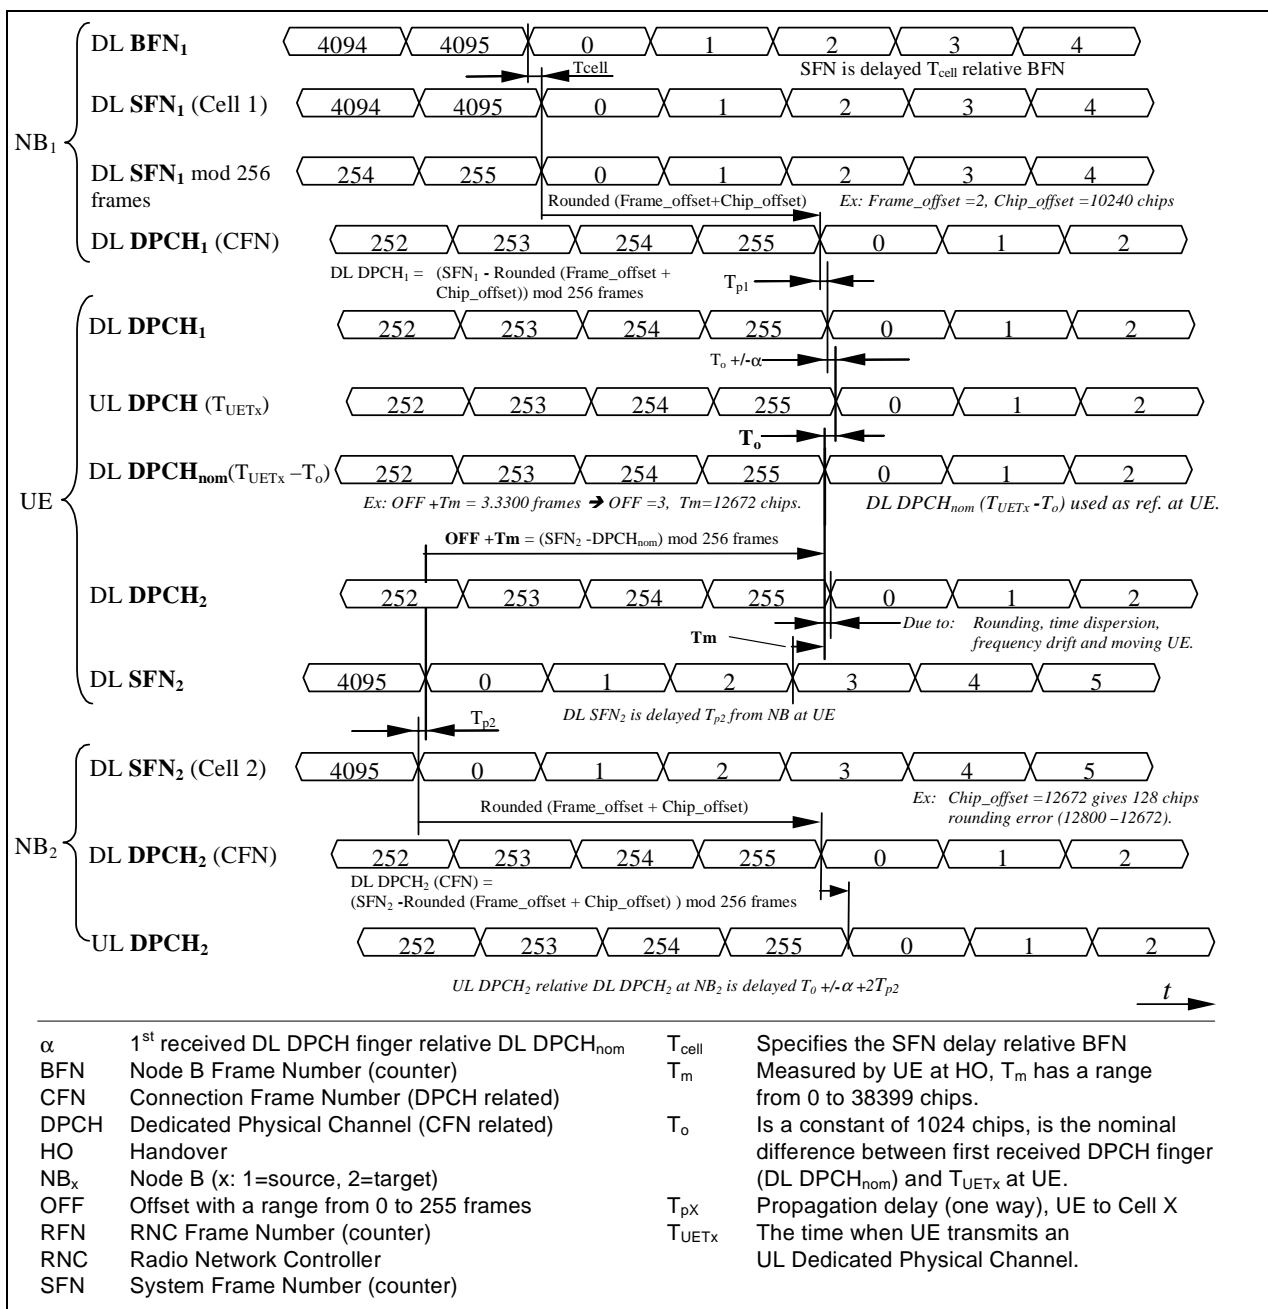 DL BFN1 4094 4095 0 1 2 3 4
Tcell SFN is delayed Tcell relative BFN
DL SFN1 (Cell 1) 4094 4095 0 1 2 3 4
NB1
DL SFN1 mod 256 254 255 0 1 2 3 4
frames
Rounded (Frame_offset+Chip_offset) Ex: Frame_offset =2, Chip_offset =10240 chips
DL DPCH1 (CFN) 252 253 254 255 0 1 2
DL DPCH1 = (SFN1 - Rounded (Frame_offset +
Chip_offset)) mod 256 frames
Tp1
DL DPCH1 252 253 254 255 0 1 2
To +/-α
UL DPCH (TUETx) 252 253 254 255 0 1 2
To
DL DPCHnom(TUETx –To) 252 253 254 255 0 1 2
UE
Ex: OFF +Tm = 3.3300 frames ➔ OFF =3, Tm=12672 chips. DL DPCHnom (TUETx -To) used as ref. at UE.
OFF +Tm = (SFN2 -DPCHnom) mod 256 frames
DL DPCH2 252 253 254 255 0 1 2
Due to: Rounding, time dispersion,
frequency drift and moving UE.
Tm
DL SFN2 4095 0 1 2 3 4 5
DL SFN2 is delayed Tp2 from NB at UE
Tp2
DL SFN2 (Cell 2) 4095 0 1 2 3 4 5
Rounded (Frame_offset + Chip_offset) Ex: Chip_offset =12672 gives 128 chips
rounding error (12800 –12672).
NB2
DL DPCH2 (CFN) 252 253 254 255 0 1 2
DL DPCH2 (CFN) =
(SFN2 -Rounded (Frame_offset + Chip_offset) ) mod 256 frames
UL DPCH2 252 253 254 255 0 1 2
UL DPCH2 relative DL DPCH2 at NB2 is delayed T0 +/-α +2Tp2
t
α 1st received DL DPCH finger relative DL DPCHnom
BFN Node B Frame Number (counter)
CFN Connection Frame Number (DPCH related)
DPCH Dedicated Physical Channel (CFN related)
HO Handover
NBx Node B (x: 1=source, 2=target)
OFF Offset with a range from 0 to 255 frames
RFN RNC Frame Number (counter)
RNC Radio Network Controller
SFN System Frame Number (counter)
Tcell Specifies the SFN delay relative BFN
Tm Measured by UE at HO, Tm has a range
from 0 to 38399 chips.
To Is a constant of 1024 chips, is the nominal
difference between first received DPCH finger
(DL DPCHnom) and TUETx at UE.
TpX Propagation delay (one way), UE to Cell X
TUETx The time when UE transmits an
UL Dedicated Physical Channel.